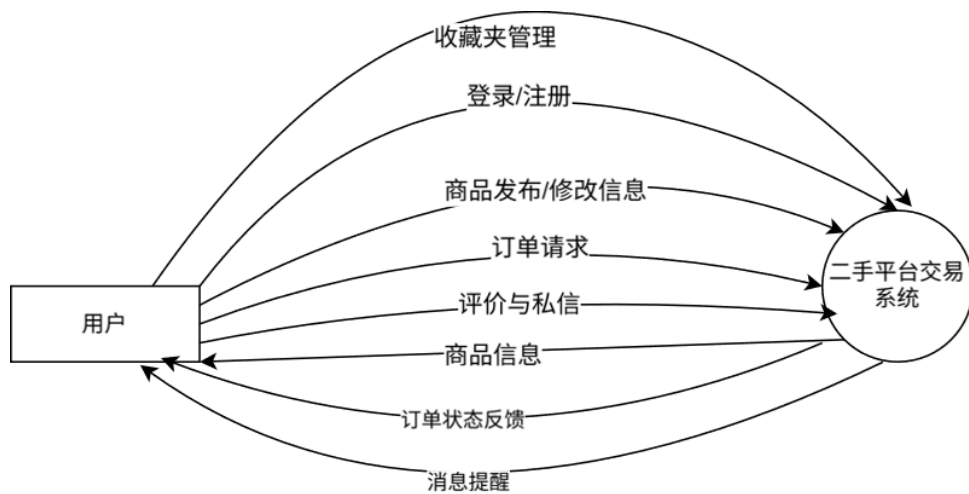 收藏夹管理
登录/注册
商品发布/修改信息
订单请求
二手平台交易
系统
评价与私信
用户
商品信息
订单状态反馈
消息提醒